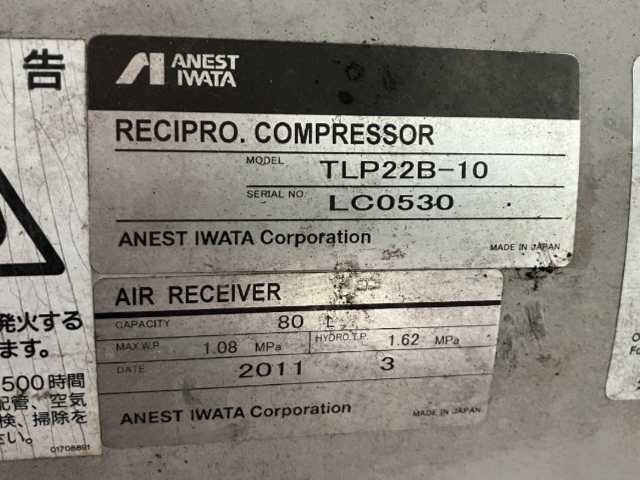 告
発火する
ます。
500時間
配管、空気
検、掃除を
さい。
01708891
ANEST
IWATA
RECIPRO. COMPRESSOR
MODEL TLP22B-10
SERIAL NO. LC0530
ANEST IWATA Corporation MADE IN JAPAN
AIR RECEIVER
CAPACITY 80 L
MAX.W.P. 1.08 MPa HYDRO.T.P. 1.62 MPa
DATE 2011 3
ANEST IWATA Corporation MADE IN JAPAN